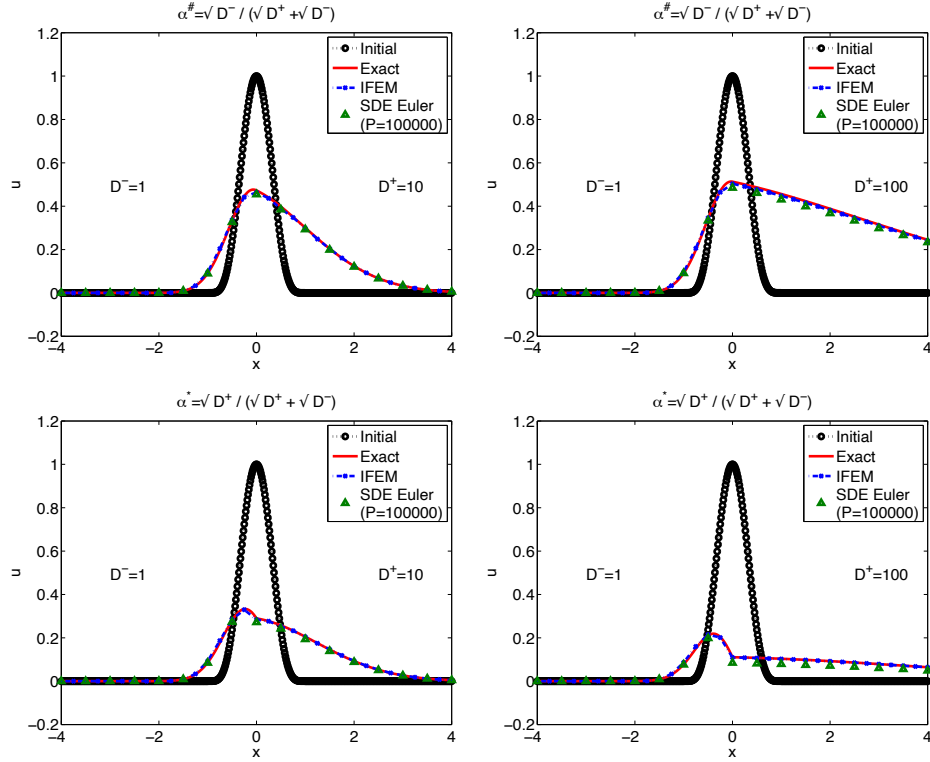 α#=√ D⁻ / (√ D⁺ +√ D⁻)
1.2
1
0.8
0.6
0.4
0.2
0
−0.2
u
Initial
Exact
IFEM
SDE Euler
(P=100000)
D⁻=1
D⁺=10
−4 −2 0 2 4
x
α#=√ D⁻ / (√ D⁺ +√ D⁻)
1.2
1
0.8
0.6
0.4
0.2
0
−0.2
u
Initial
Exact
IFEM
SDE Euler
(P=100000)
D⁻=1
D⁺=100
−4 −2 0 2 4
x
α*=√ D⁺ / (√ D⁺ + √ D⁻)
1.2
1
0.8
0.6
0.4
0.2
0
−0.2
u
Initial
Exact
IFEM
SDE Euler
(P=100000)
D⁻=1
D⁺=10
−4 −2 0 2 4
x
α*=√ D⁺ / (√ D⁺ + √ D⁻)
1.2
1
0.8
0.6
0.4
0.2
0
−0.2
u
Initial
Exact
IFEM
SDE Euler
(P=100000)
D⁻=1
D⁺=100
−4 −2 0 2 4
x